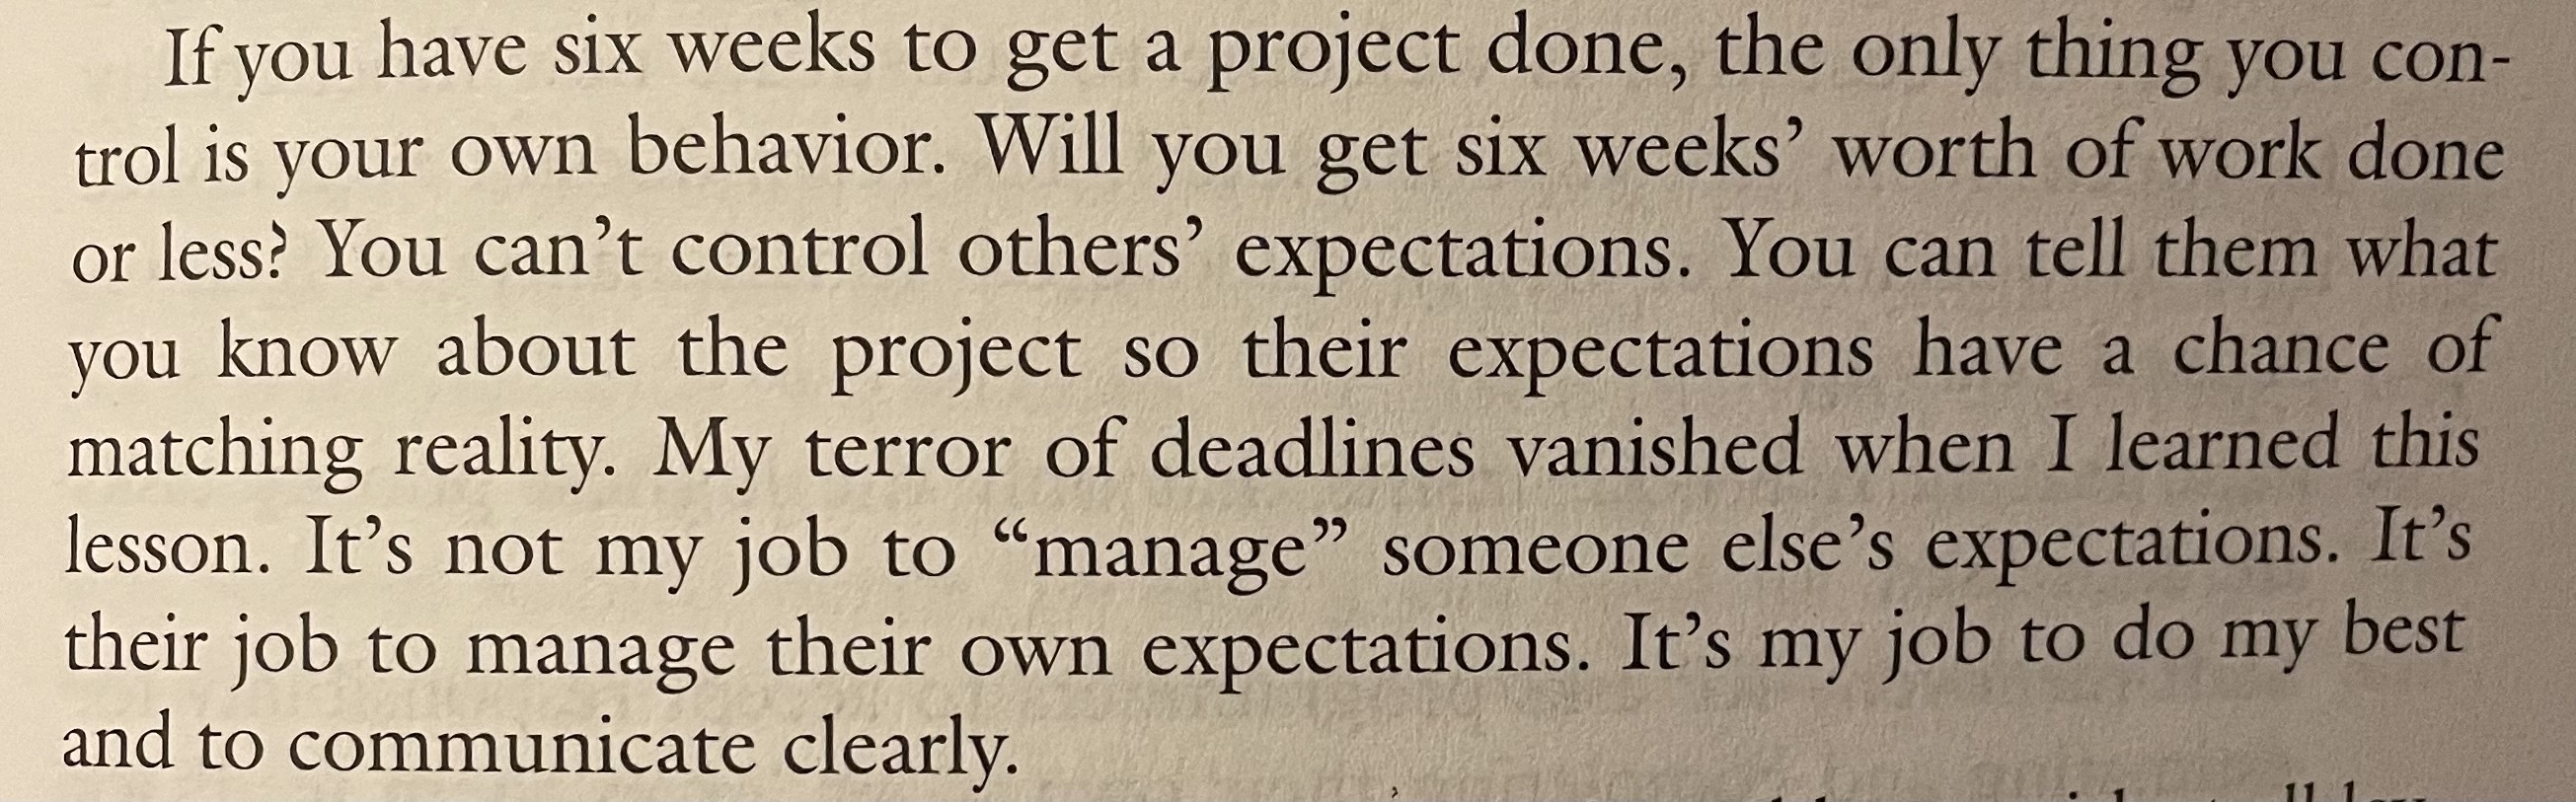 If you have six weeks to get a project done, the only thing you con-
trol is your own behavior. Will you get six weeks’ worth of work done
or less? You can’t control others’ expectations. You can tell them what
you know about the project so their expectations have a chance of
matching reality. My terror of deadlines vanished when I learned this
lesson. It’s not my job to “manage” someone else’s expectations. It’s
their job to manage their own expectations. It’s my job to do my best
and to communicate clearly.